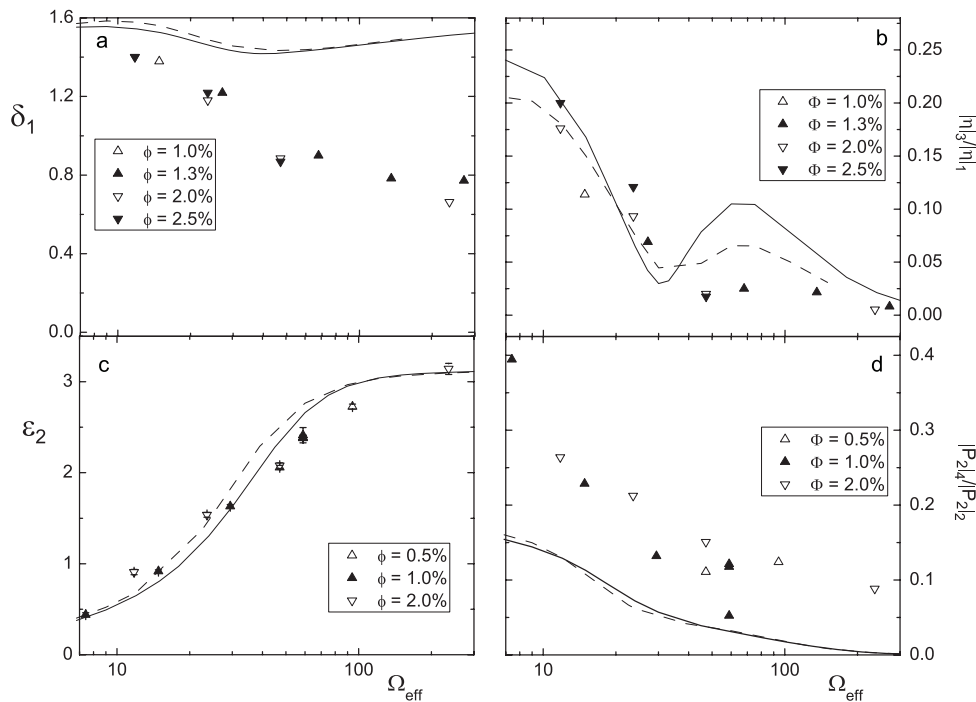 1.6
1.2
0.8
0.4
0.0
δ1
a
ϕ = 1.0%
ϕ = 1.3%
ϕ = 2.0%
ϕ = 2.5%
b
Φ = 1.0%
Φ = 1.3%
Φ = 2.0%
Φ = 2.5%
0.25
0.20
0.15
0.10
0.05
0.00
|η|3/|η|1
3
2
1
0
ε2
c
ϕ = 0.5%
ϕ = 1.0%
ϕ = 2.0%
10
100
Ωeff
d
Φ = 0.5%
Φ = 1.0%
Φ = 2.0%
0.4
0.3
0.2
0.1
0.0
|P2|4/|P2|2
10
100
Ωeff